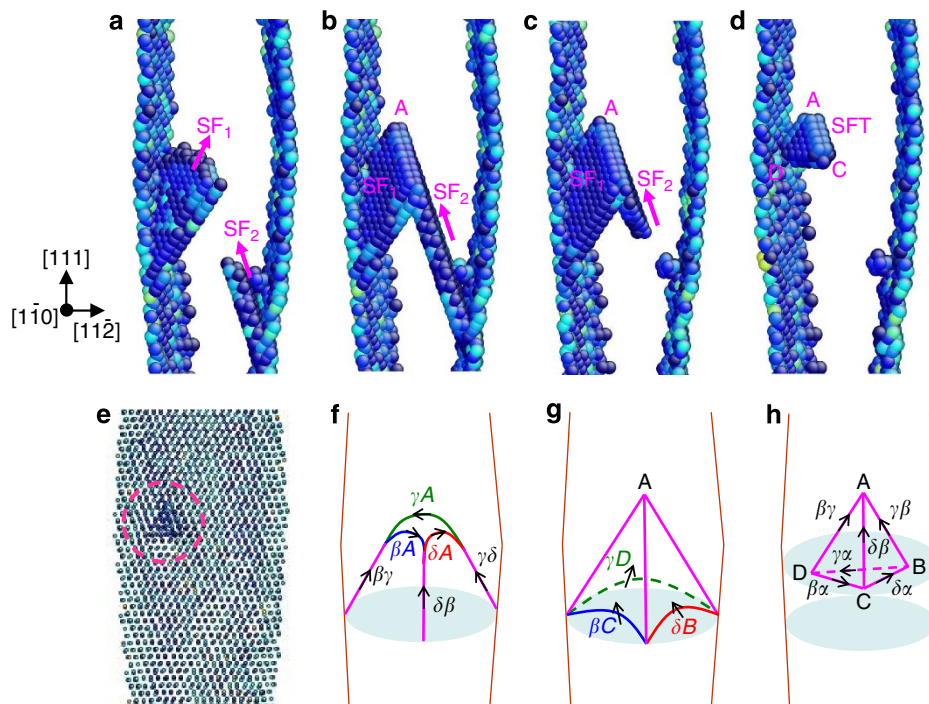 a b c d
A A A
SF₁ SFT
SF₁ SF₂ SF₁ SF₂ D C
SF₂
[111]
[11̄0] [112̄]
e f g h
A A
γA βγ γβ
βA δA δβ
γD γα B
βγ γδ D
δβ βC δB βα δα
C